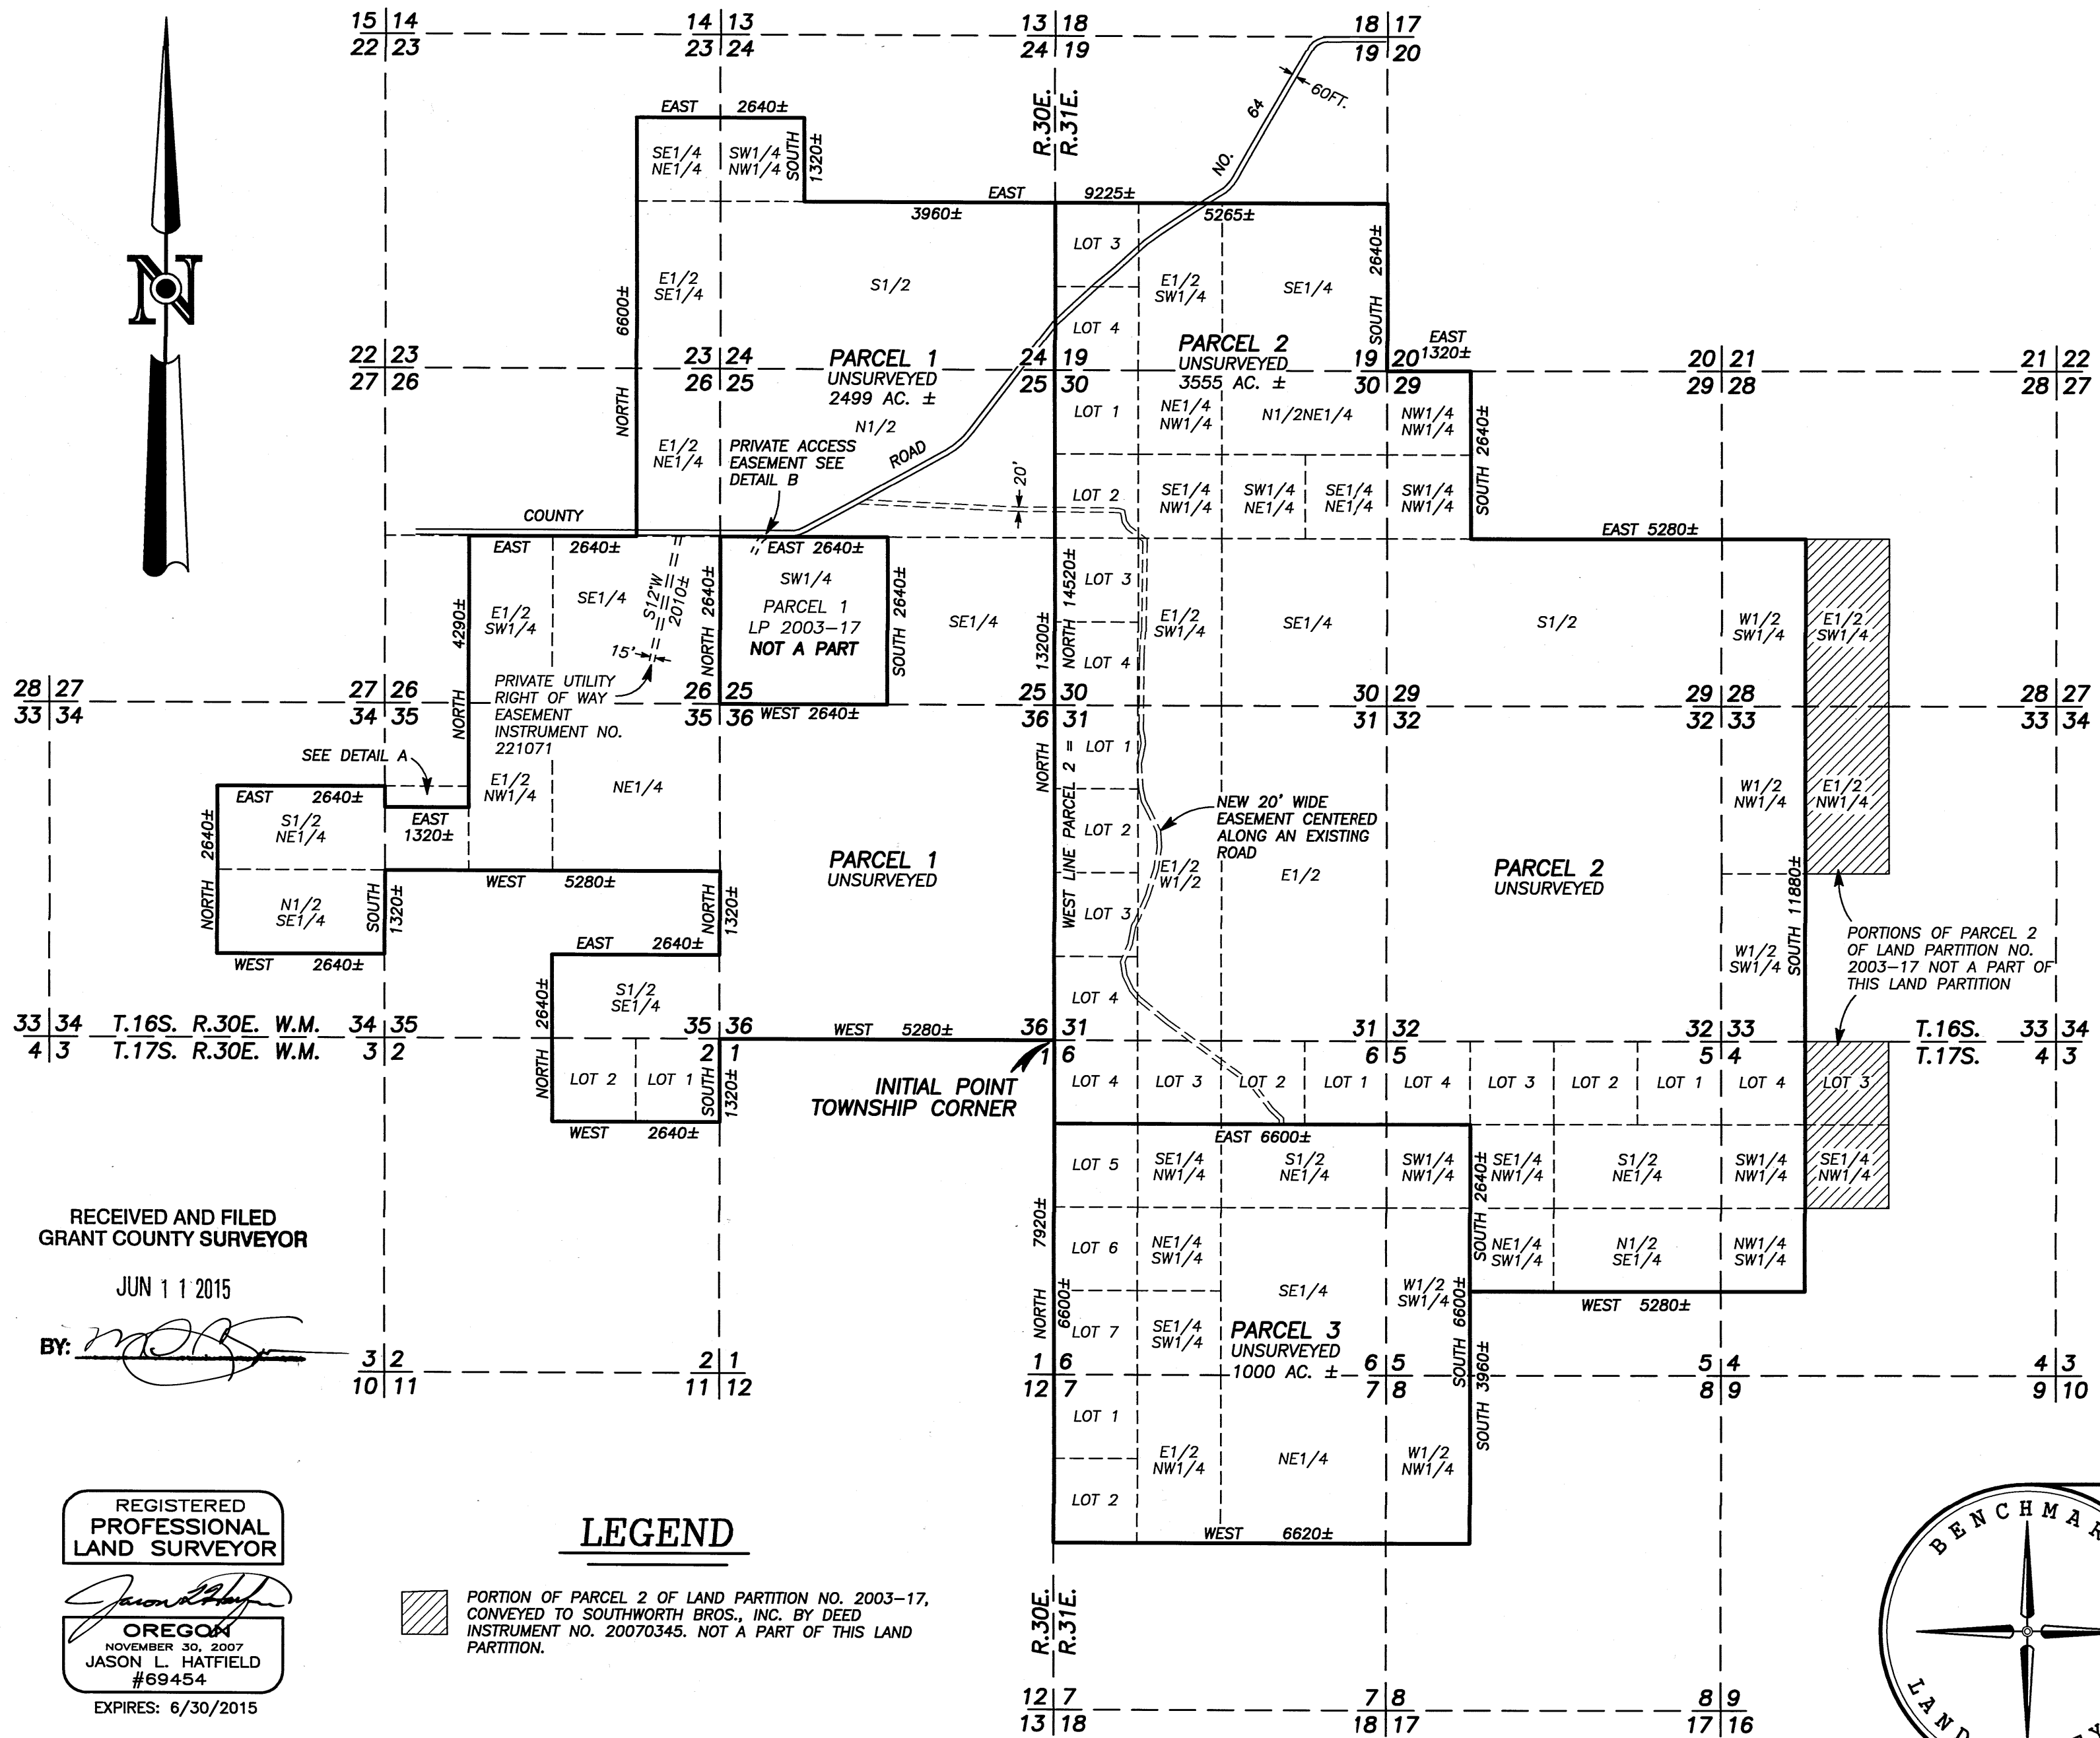 15 14
22 23
14 13
23 24
13 18
24 19
18 17
19 20
R.30E.
R.31E.
NO. 64
60FT.
EAST 2640±
SE1/4
NE1/4
SW1/4
NW1/4
SOUTH
1320±
EAST 9225±
3960±
5265±
N
LOT 3
E1/2
SE1/4
S1/2
E1/2
SW1/4
SE1/4
SOUTH 2640±
NORTH 6600±
LOT 4
22 23
27 26
23 24
26 25
PARCEL 1
UNSURVEYED
2499 AC. ±
24 19
25 30
PARCEL 2
UNSURVEYED
3555 AC. ±
19 20
30 29
EAST
1320±
20 21
29 28
21 22
28 27
N1/2
LOT 1
NE1/4
NW1/4
N1/2NE1/4
NW1/4
NW1/4
SOUTH 2640±
E1/2
NE1/4
PRIVATE ACCESS
EASEMENT SEE
DETAIL B
ROAD
20'
LOT 2
SE1/4
NW1/4
SW1/4
NE1/4
SE1/4
NE1/4
SW1/4
NW1/4
COUNTY
EAST 2640±
EAST 2640±
EAST 5280±
E1/2
SW1/4
SE1/4
S12°W
2010±
15'
NORTH 2640±
SW1/4
PARCEL 1
LP 2003-17
NOT A PART
SOUTH 2640±
SE1/4
13200±
NORTH 14520±
LOT 3
E1/2
SW1/4
SE1/4
S1/2
W1/2
SW1/4
E1/2
SW1/4
LOT 4
NORTH 4290±
PRIVATE UTILITY
RIGHT OF WAY
EASEMENT
INSTRUMENT NO.
221071
28 27
33 34
27 26
34 35
26 25
35 36
WEST 2640±
25 30
36 31
30 29
31 32
29 28
32 33
28 27
33 34
SEE DETAIL A
NORTH
WEST LINE PARCEL 2 =
LOT 1
EAST 2640±
EAST
1320±
E1/2
NW1/4
NE1/4
NEW 20' WIDE
EASEMENT CENTERED
ALONG AN EXISTING
ROAD
W1/2
NW1/4
E1/2
NW1/4
NORTH 2640±
S1/2
NE1/4
LOT 2
PARCEL 1
UNSURVEYED
E1/2
W1/2
E1/2
PARCEL 2
UNSURVEYED
SOUTH 11880±
WEST 5280±
N1/2
SE1/4
SOUTH
1320±
NORTH
1320±
LOT 3
WEST 2640±
EAST 2640±
W1/2
SW1/4
PORTIONS OF PARCEL 2
OF LAND PARTITION NO.
2003-17 NOT A PART OF
THIS LAND PARTITION
NORTH 2640±
S1/2
SE1/4
LOT 4
33 34
4 3
T.16S. R.30E. W.M.
T.17S. R.30E. W.M.
34 35
3 2
35 36
2 1
WEST 5280±
36 31
1 6
31 32
6 5
32 33
5 4
T.16S.
T.17S.
33 34
4 3
LOT 2
LOT 1
SOUTH
1320±
INITIAL POINT
TOWNSHIP CORNER
LOT 4
LOT 3
LOT 2
LOT 1
LOT 4
LOT 3
LOT 2
LOT 1
LOT 4
LOT 3
WEST 2640±
EAST 6600±
LOT 5
SE1/4
NW1/4
S1/2
NE1/4
SW1/4
NW1/4
SOUTH 2640±
SE1/4
NW1/4
S1/2
NE1/4
SW1/4
NW1/4
SE1/4
NW1/4
RECEIVED AND FILED
GRANT COUNTY SURVEYOR
JUN 1 1 2015
BY:
NORTH 7920±
6600±
LOT 6
NE1/4
SW1/4
SE1/4
W1/2
SW1/4
SOUTH 6600±
NE1/4
SW1/4
N1/2
SE1/4
NW1/4
SW1/4
WEST 5280±
LOT 7
SE1/4
SW1/4
PARCEL 3
UNSURVEYED
1000 AC. ±
SOUTH 3960±
3 2
10 11
2 1
11 12
1 6
12 7
6 5
7 8
5 4
8 9
4 3
9 10
LOT 1
E1/2
NW1/4
NE1/4
W1/2
NW1/4
LOT 2
WEST 6620±
REGISTERED
PROFESSIONAL
LAND SURVEYOR
OREGON
NOVEMBER 30, 2007
JASON L. HATFIELD
#69454
EXPIRES: 6/30/2015
LEGEND
PORTION OF PARCEL 2 OF LAND PARTITION NO. 2003-17,
CONVEYED TO SOUTHWORTH BROS., INC. BY DEED
INSTRUMENT NO. 20070345. NOT A PART OF THIS LAND
PARTITION.
R.30E.
R.31E.
12 7
13 18
7 8
18 17
8 9
17 16
BENCHMAR
LAND